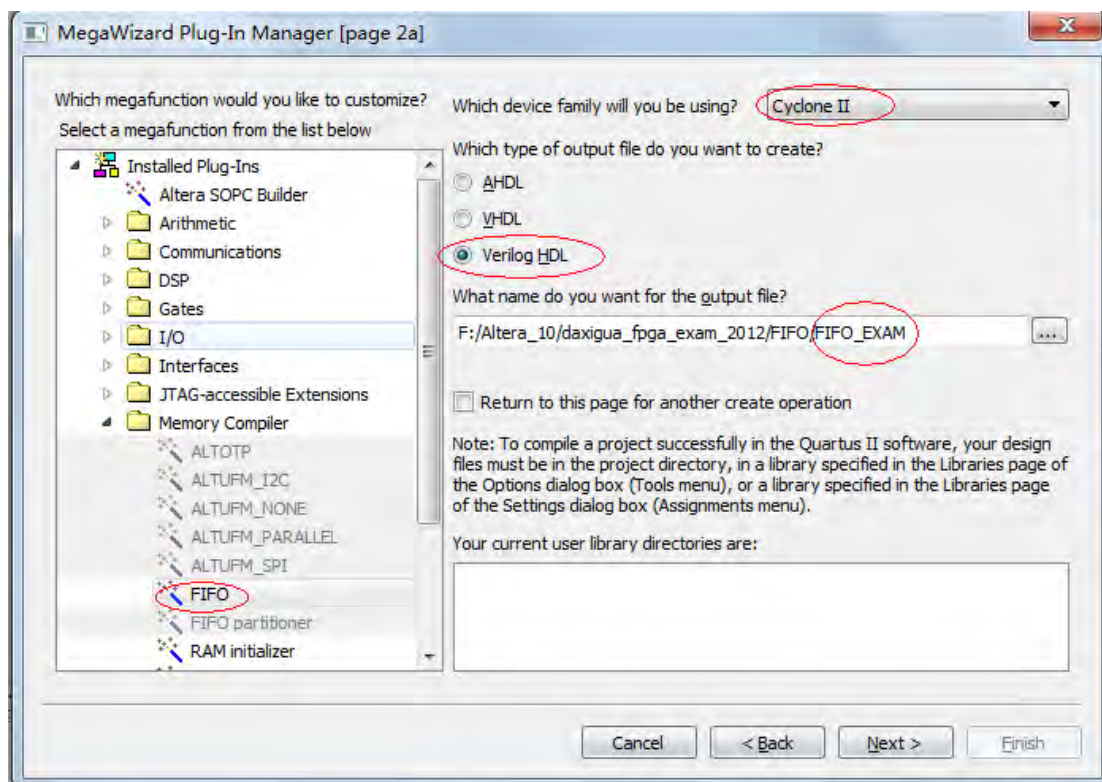 MegaWizard Plug-In Manager [page 2a]
Which megafunction would you like to customize?
Select a megafunction from the list below
Installed Plug-Ins
Altera SOPC Builder
Arithmetic
Communications
DSP
Gates
I/O
Interfaces
JTAG-accessible Extensions
Memory Compiler
ALTOTP
ALTUFM_I2C
ALTUFM_NONE
ALTUFM_PARALLEL
ALTUFM_SPI
FIFO
FIFO partitioner
RAM initializer
Which device family will you be using?
Cyclone II
Which type of output file do you want to create?
AHDL
VHDL
Verilog HDL
What name do you want for the output file?
F:/Altera_10/daxigua_fpga_exam_2012/FIFO/FIFO_EXAM
...
Return to this page for another create operation
Note: To compile a project successfully in the Quartus II software, your design
files must be in the project directory, in a library specified in the Libraries page of
the Options dialog box (Tools menu), or a library specified in the Libraries page
of the Settings dialog box (Assignments menu).
Your current user library directories are:
Cancel
< Back
Next >
Finish